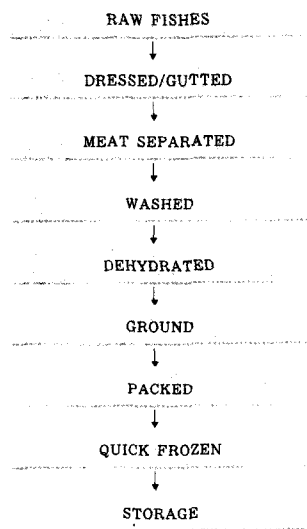 RAW FISHES
DRESSED/GUTTED
MEAT SEPARATED
WASHED
DEHYDRATED
GROUND
PACKED
QUICK FROZEN
STORAGE